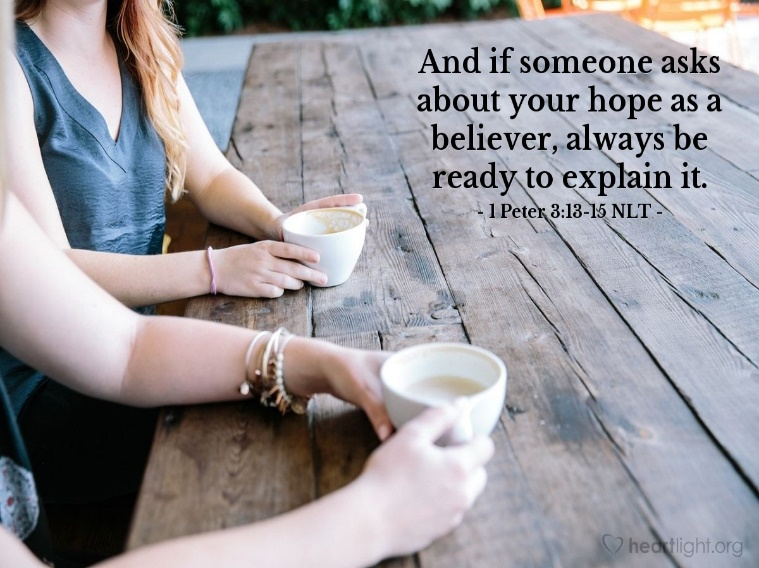 And if someone asks
about your hope as a
believer, always be
ready to explain it.
- 1 Peter 3:13-15 NLT -
heartlight.org